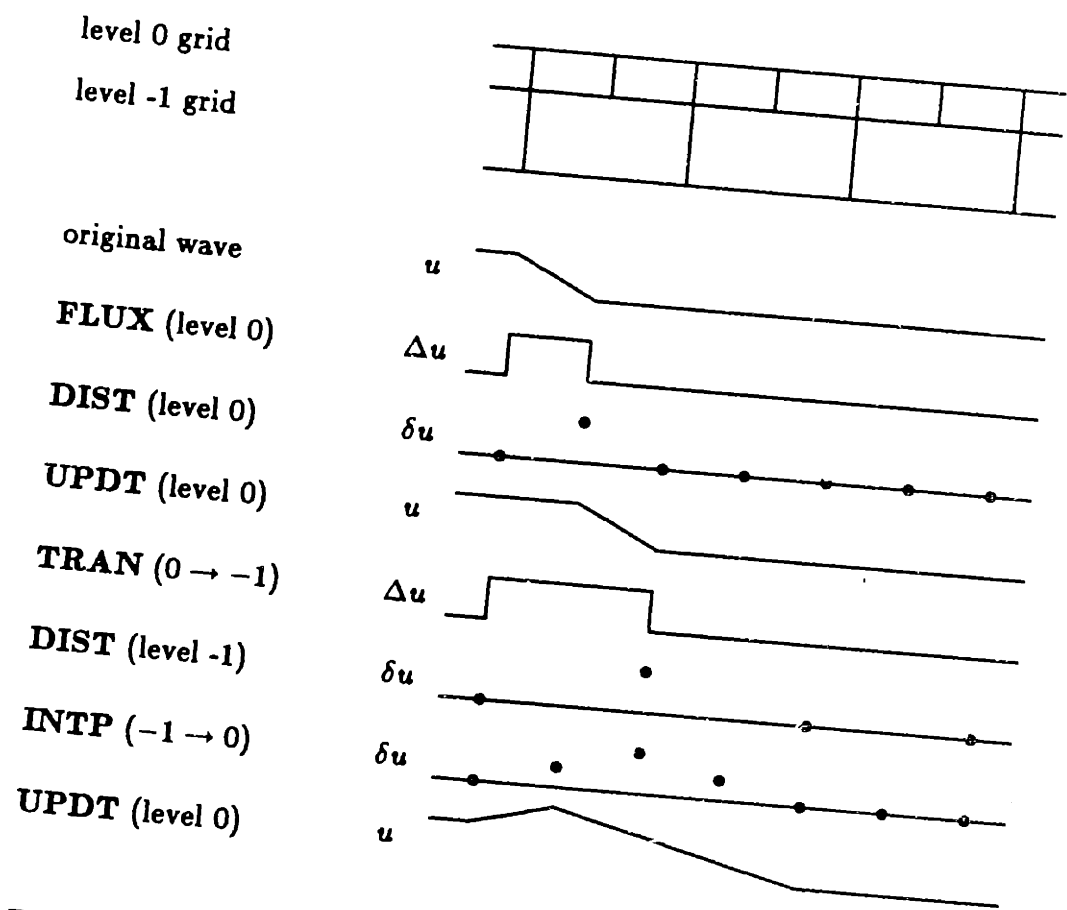 level 0 grid
level -1 grid
original wave u
FLUX (level 0) Δu
DIST (level 0) δu
UPDT (level 0) u
TRAN (0 → −1) Δu
DIST (level -1) δu
INTP (−1 → 0) δu
UPDT (level 0) u